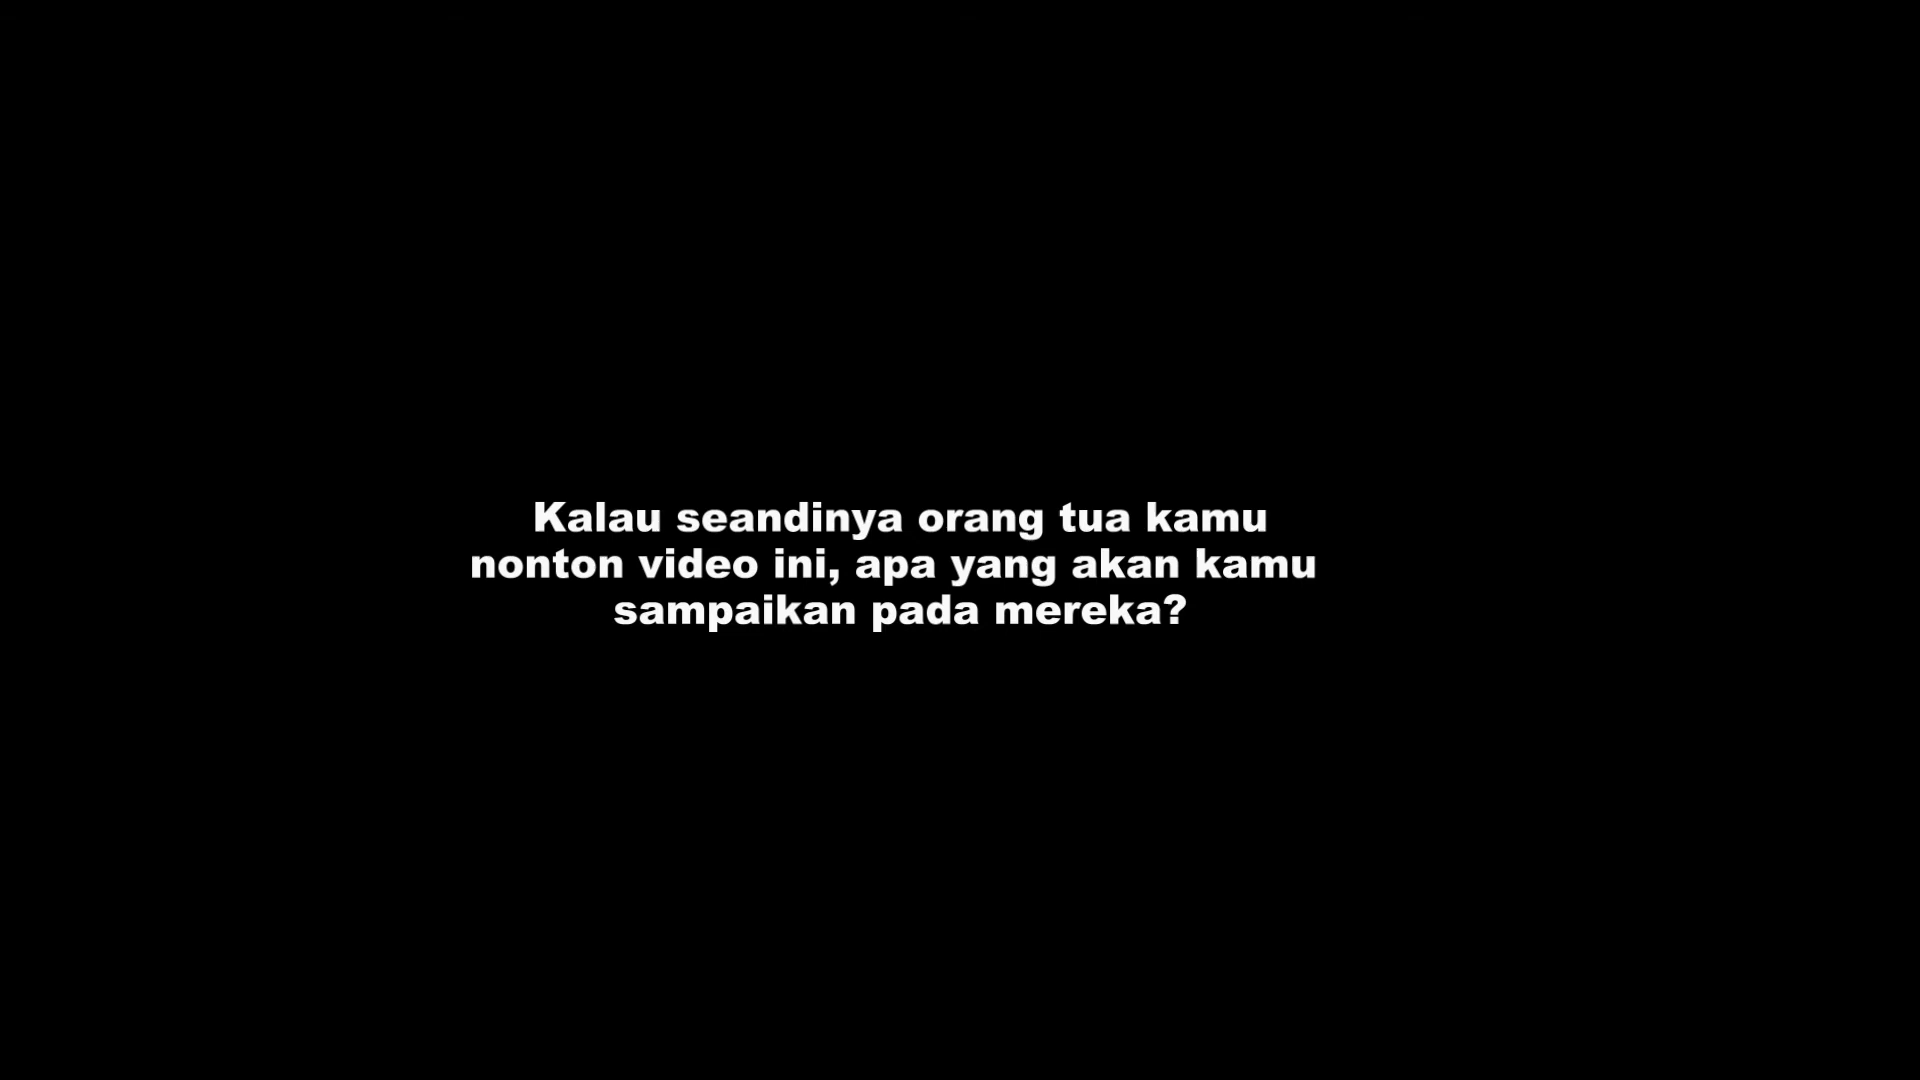 Kalau seandinya orang tua kamu
nonton video ini, apa yang akan kamu
sampaikan pada mereka?